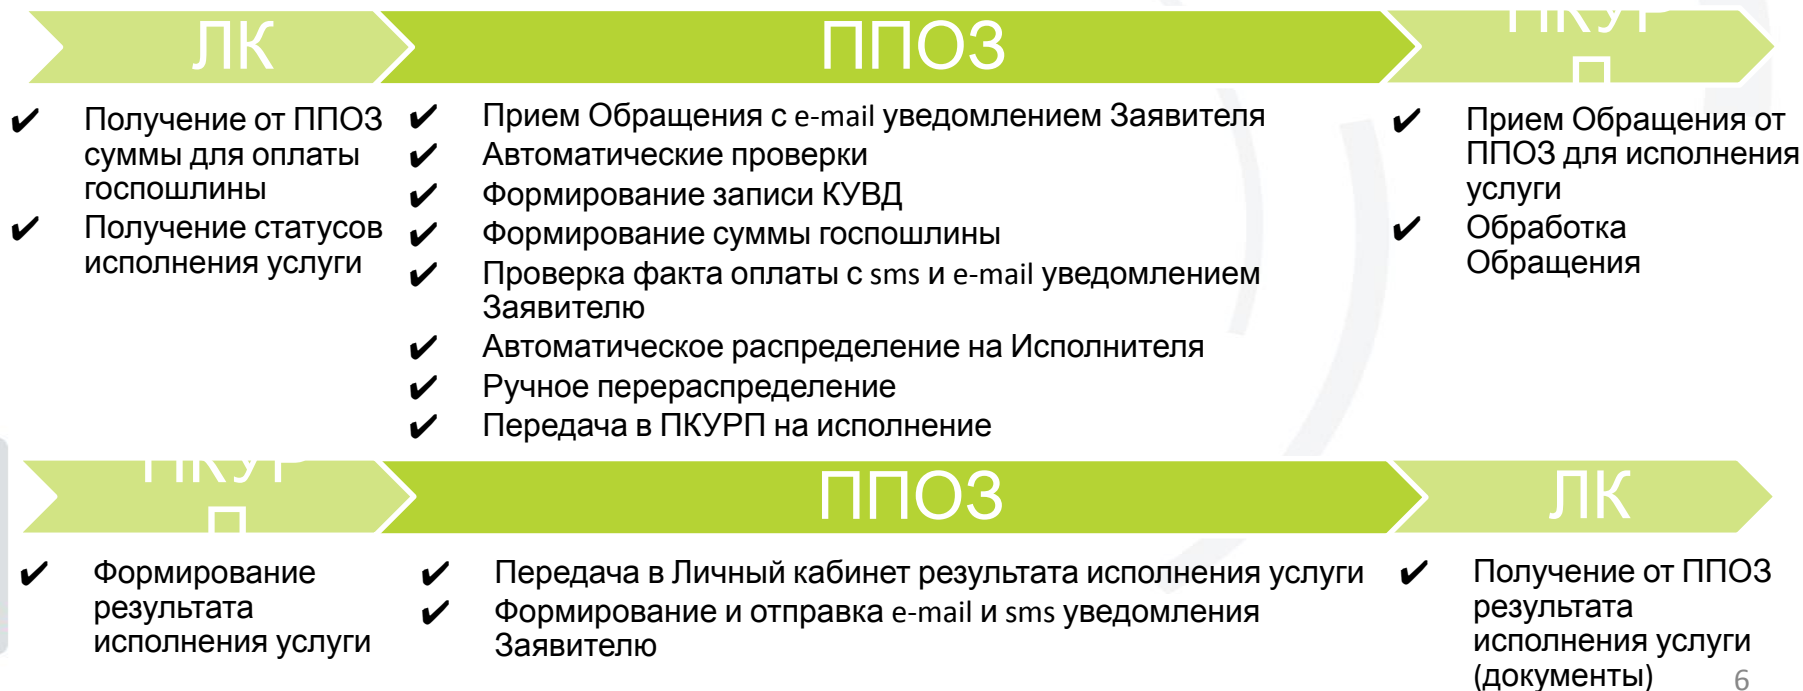 ЛК
ППОЗ
ПКУР
П
Получение от ППОЗ
суммы для оплаты
госпошлины
Получение статусов
исполнения услуги
Прием Обращения с e-mail уведомлением Заявителя
Автоматические проверки
Формирование записи КУВД
Формирование суммы госпошлины
Проверка факта оплаты с sms и e-mail уведомлением
Заявителю
Автоматическое распределение на Исполнителя
Ручное перераспределение
Передача в ПКУРП на исполнение
Прием Обращения от
ППОЗ для исполнения
услуги
Обработка
Обращения
ПКУР
П
ППОЗ
ЛК
Формирование
результата
исполнения услуги
Передача в Личный кабинет результата исполнения услуги
Формирование и отправка e-mail и sms уведомления
Заявителю
Получение от ППОЗ
результата
исполнения услуги
(документы)
6